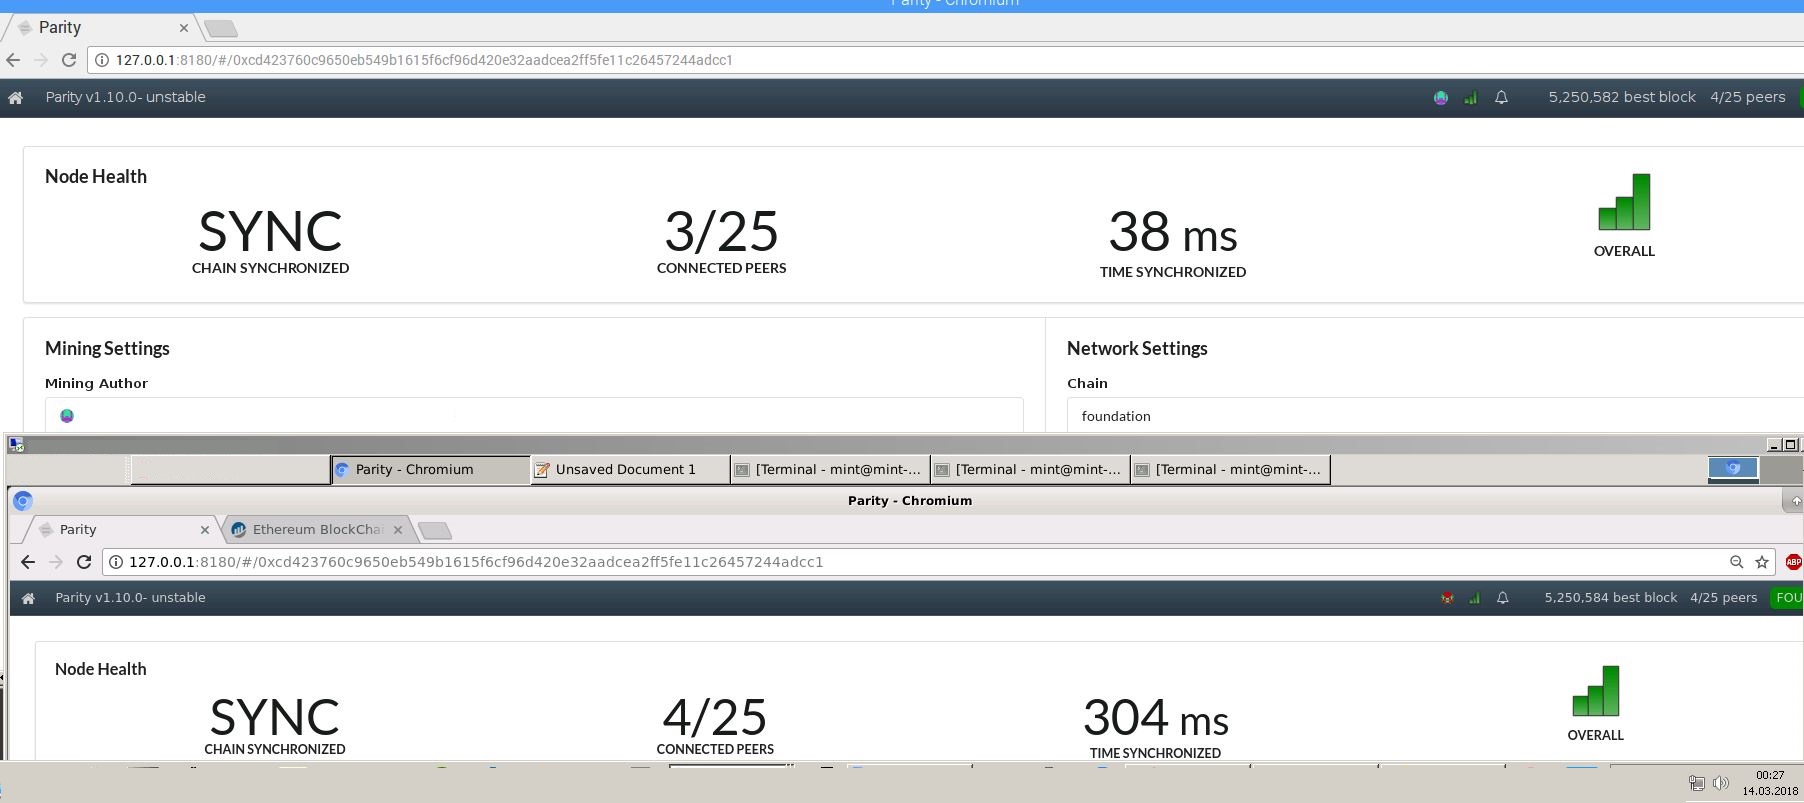 Parity - Chromium
Parity
127.0.0.1:8180/#/0xcd423760c9650eb549b1615f6cf96d420e32aadcea2ff5fe11c26457244adcc1
Parity v1.10.0- unstable 5,250,582 best block 4/25 peers
Node Health
SYNC 3/25 38 ms
CHAIN SYNCHRONIZED CONNECTED PEERS TIME SYNCHRONIZED OVERALL
Mining Settings Network Settings
Mining Author Chain
foundation
Parity - Chromium Unsaved Document 1 [Terminal - mint@mint-... [Terminal - mint@mint-... [Terminal - mint@mint-...
Parity - Chromium
Parity Ethereum BlockCha
127.0.0.1:8180/#/0xcd423760c9650eb549b1615f6cf96d420e32aadcea2ff5fe11c26457244adcc1 ABP
Parity v1.10.0- unstable 5,250,584 best block 4/25 peers FOU
Node Health
SYNC 4/25 304 ms
CHAIN SYNCHRONIZED CONNECTED PEERS TIME SYNCHRONIZED OVERALL
00:27
14.03.2018